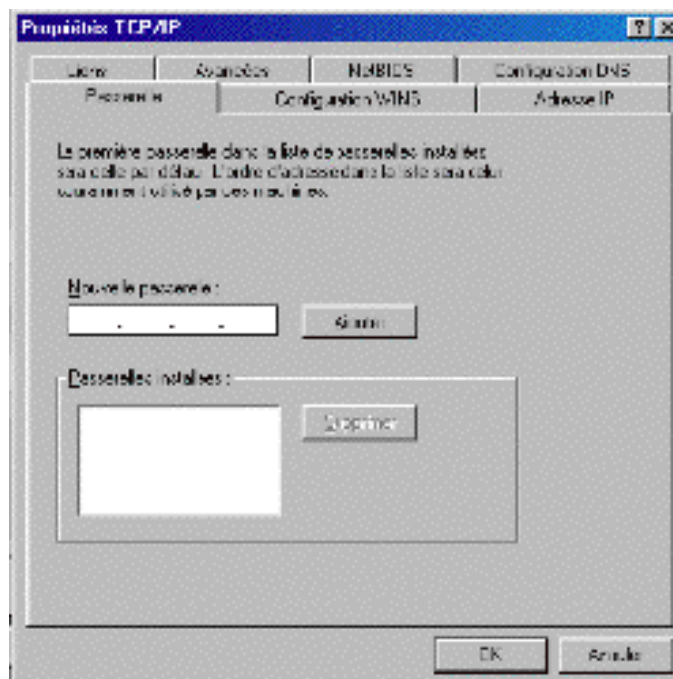 Propriétés TCP/IP
Liens Avancées NetBIOS Configuration DNS
Passerelle Configuration WINS Adresse IP
La première passerelle dans la liste de passerelles installées
sera celle par défaut. L'ordre d'adresse dans la liste sera celui
couramment utilisé par ces machines.
Nouvelle passerelle :
. . .
Ajouter
Passerelles installées :
Supprimer
OK Annuler